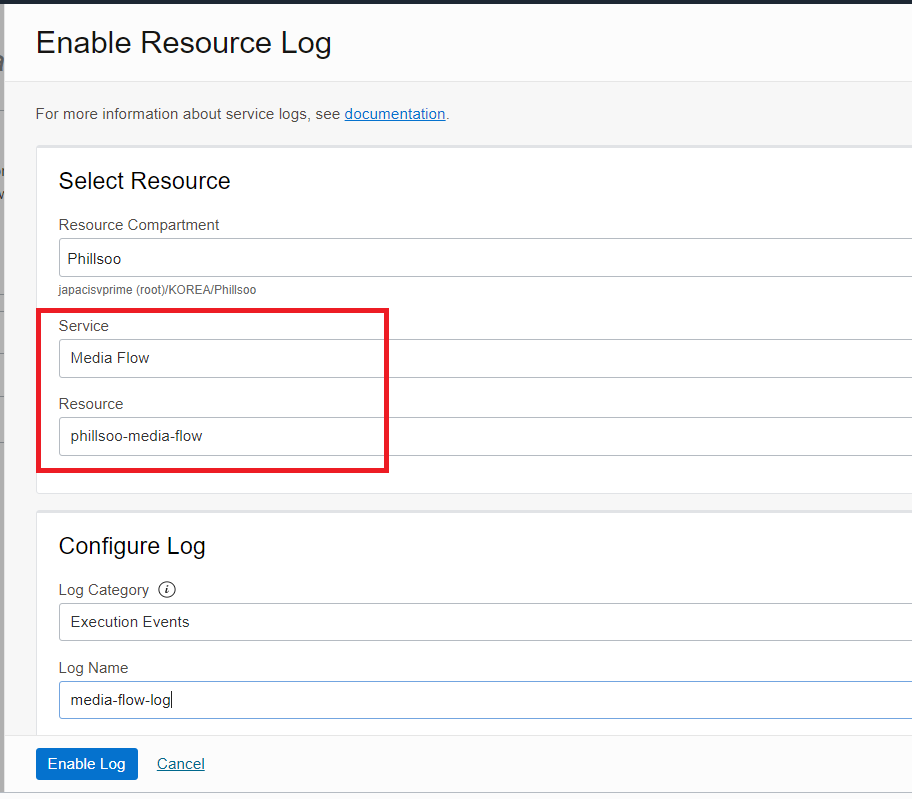 Enable Resource Log
For more information about service logs, see documentation.
Select Resource
Resource Compartment
Phillsoo
japacisvprime (root)/KOREA/Phillsoo
Service
Media Flow
Resource
phillsoo-media-flow
Configure Log
Log Category
Execution Events
Log Name
media-flow-log
Enable Log Cancel